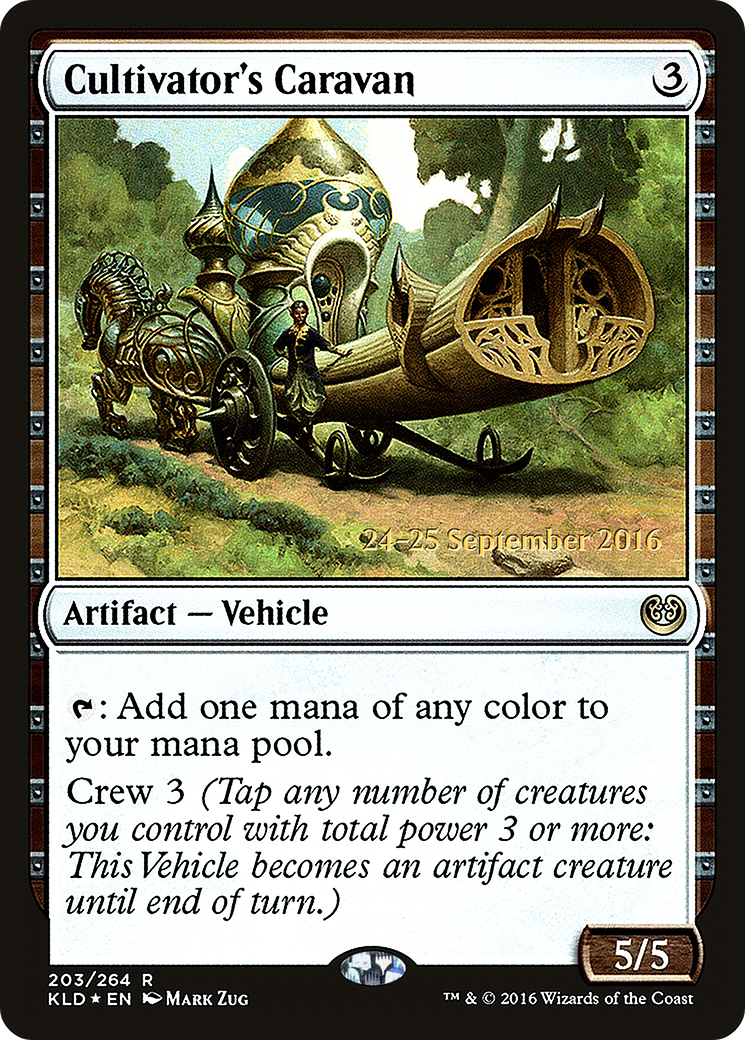 Cultivator's Caravan 3
24–25 September 2016
Artifact — Vehicle
: Add one mana of any color to
your mana pool.
Crew 3 (Tap any number of creatures
you control with total power 3 or more:
This Vehicle becomes an artifact creature
until end of turn.)
5/5
203/264 R
KLD ★ EN Mark Zug
™ & © 2016 Wizards of the Coast